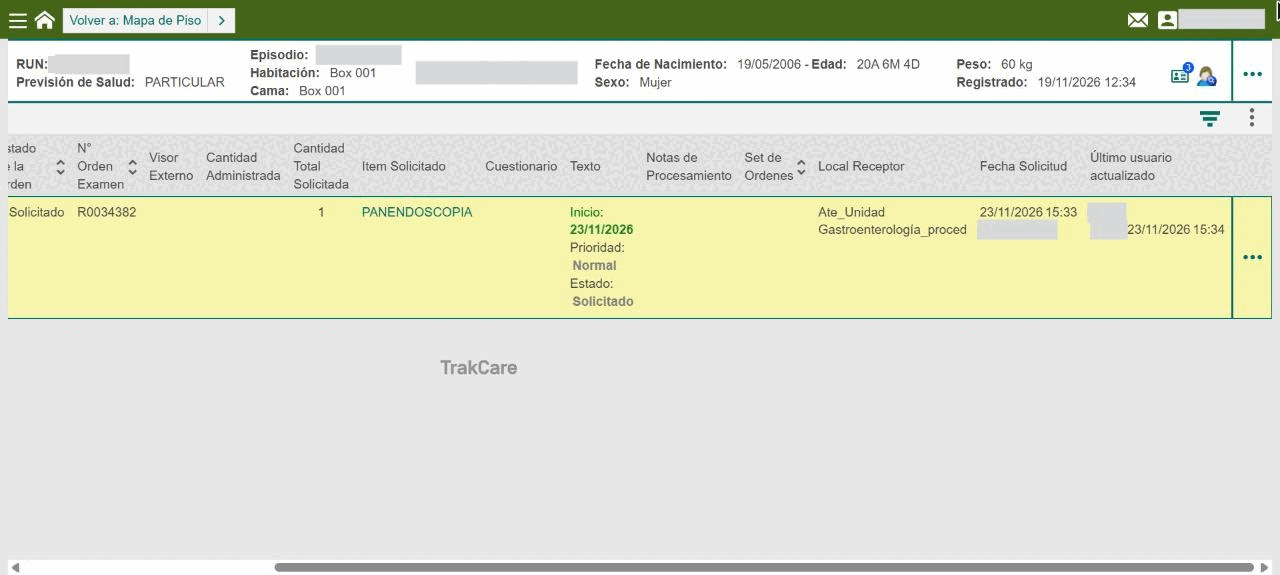 Volver a: Mapa de Piso
RUN:
Previsión de Salud: PARTICULAR
Episodio:
Habitación: Box 001
Cama: Box 001
Fecha de Nacimiento: 19/05/2006 - Edad: 20A 6M 4D
Sexo: Mujer
Peso: 60 kg
Registrado: 19/11/2026 12:34
3
stado
e la
rden
N°
Orden
Examen
Visor
Externo
Cantidad
Administrada
Cantidad
Total
Solicitada
Item Solicitado
Cuestionario
Texto
Notas de
Procesamiento
Set de
Ordenes
Local Receptor
Fecha Solicitud
Último usuario
actualizado
Solicitado
R0034382
1
PANENDOSCOPIA
Inicio:
23/11/2026
Prioridad:
Normal
Estado:
Solicitado
Ate_Unidad
Gastroenterología_proced
23/11/2026 15:33
23/11/2026 15:34
TrakCare